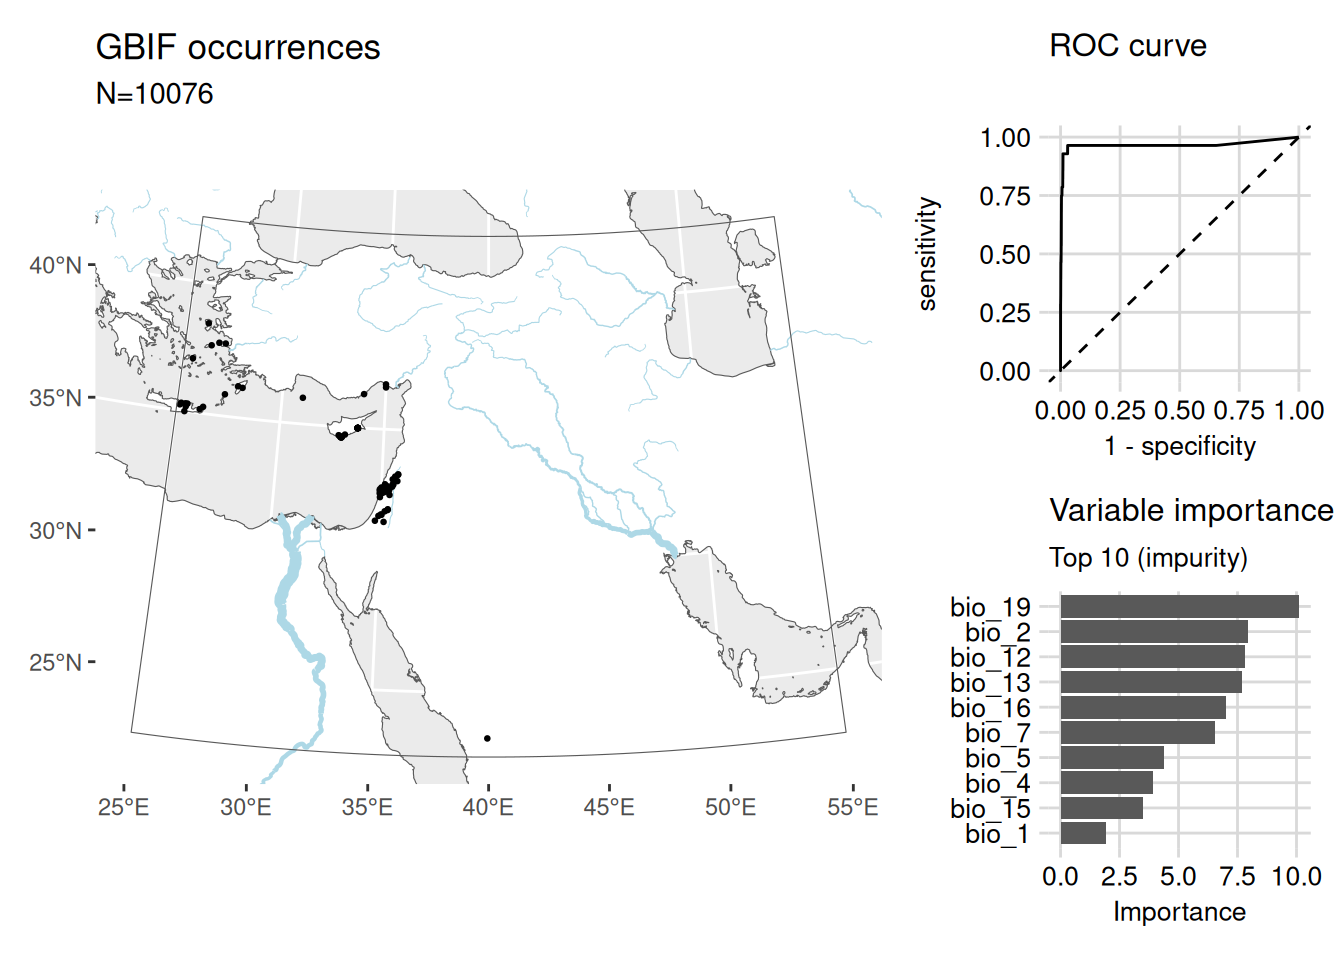 GBIF occurrences
N=10076
40°N
35°N
30°N
25°N
25°E 30°E 35°E 40°E 45°E 50°E 55°E
ROC curve
sensitivity
1.00
0.75
0.50
0.25
0.00
0.00 0.25 0.50 0.75 1.00
1 - specificity
Variable importance
Top 10 (impurity)
bio_19
bio_2
bio_12
bio_13
bio_16
bio_7
bio_5
bio_4
bio_15
bio_1
0.0 2.5 5.0 7.5 10.0
Importance